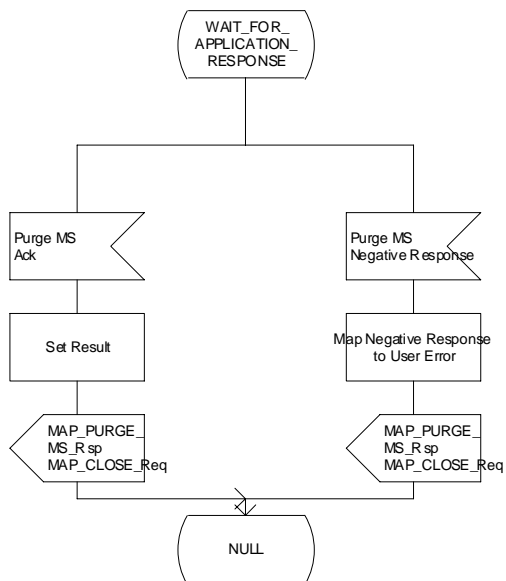 WAIT_FOR_
APPLICATION_
RESPONSE
Purge MS
Ack
Purge MS
Negative Response
Set Result
Map Negative Response
to User Error
MAP_PURGE_
MS_Rsp
MAP_CLOSE_Req
MAP_PURGE_
MS_Rsp
MAP_CLOSE_Req
NULL